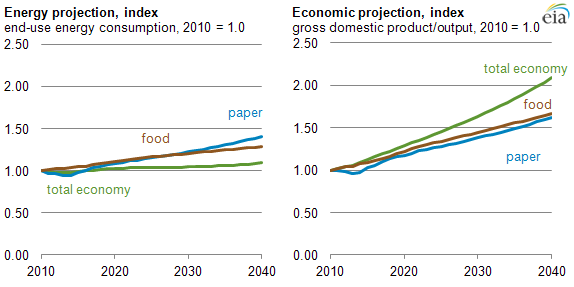 Energy projection, index
end-use energy consumption, 2010 = 1.0
2.50
2.00
1.50
1.00
0.50
0.00
paper
food
total economy
2010
2020
2030
2040
Economic projection, index
gross domestic product/output, 2010 = 1.0
eia
2.50
2.00
1.50
1.00
0.50
0.00
total economy
food
paper
2010
2020
2030
2040